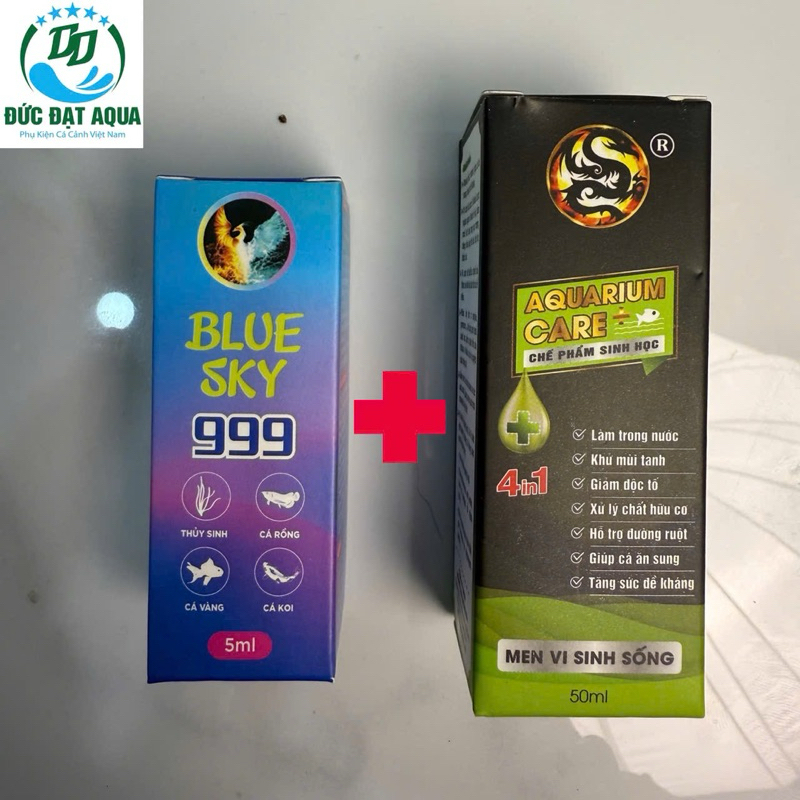 DD
ĐỨC ĐẠT AQUA
Phụ Kiện Cá Cảnh Việt Nam
BLUE
SKY
999
THỦY SINH
CÁ RỒNG
CÁ VÀNG
CÁ KOI
5ml
®
AQUARIUM
CARE+
CHẾ PHẨM SINH HỌC
4in1
Làm trong nước
Khử mùi tanh
Giảm độc tố
Xử lý chất hữu cơ
Hỗ trợ đường ruột
Giúp cá ăn sung
Tăng sức đề kháng
MEN VI SINH SỐNG
50ml